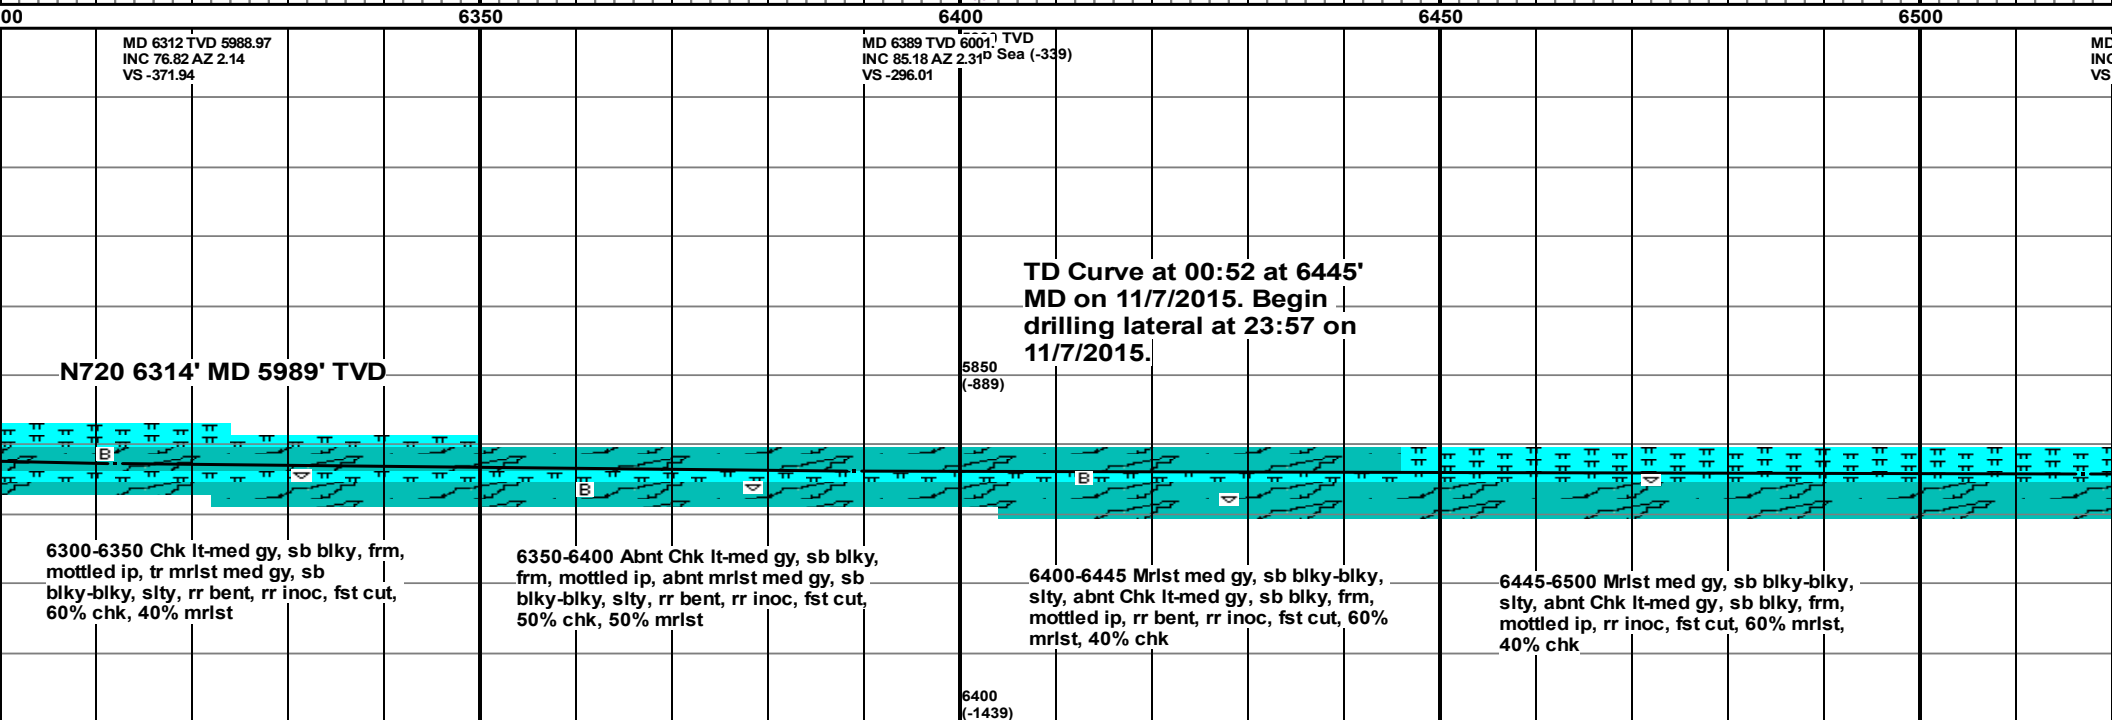 00 6350 6400 6450 6500
MD 6312 TVD 5988.97
INC 76.82 AZ 2.14
VS -371.94
MD 6389 TVD 6001.
INC 85.18 AZ 2.31
VS -296.01
TVD
b Sea (-339)
MD
INC
VS
TD Curve at 00:52 at 6445'
MD on 11/7/2015. Begin
drilling lateral at 23:57 on
11/7/2015.
N720 6314' MD 5989' TVD
5850
(-889)
B
B
B
6300-6350 Chk lt-med gy, sb blky, frm,
mottled ip, tr mrlst med gy, sb
blky-blky, slty, rr bent, rr inoc, fst cut,
60% chk, 40% mrlst
6350-6400 Abnt Chk lt-med gy, sb blky,
frm, mottled ip, abnt mrlst med gy, sb
blky-blky, slty, rr bent, rr inoc, fst cut,
50% chk, 50% mrlst
6400-6445 Mrlst med gy, sb blky-blky,
slty, abnt Chk lt-med gy, sb blky, frm,
mottled ip, rr bent, rr inoc, fst cut, 60%
mrlst, 40% chk
6445-6500 Mrlst med gy, sb blky-blky,
slty, abnt Chk lt-med gy, sb blky, frm,
mottled ip, rr inoc, fst cut, 60% mrlst,
40% chk
6400
(-1439)